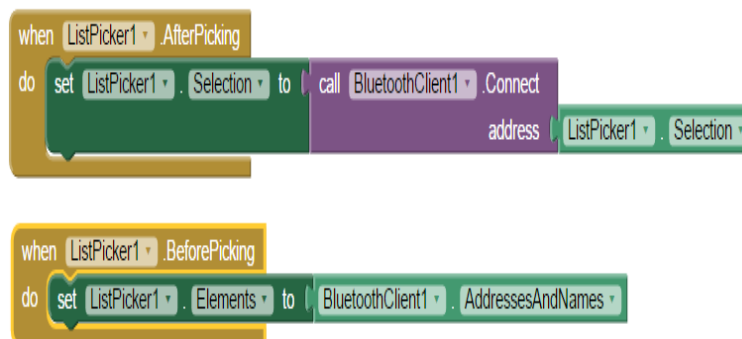 when ListPicker1 .AfterPicking
do set ListPicker1 . Selection to call BluetoothClient1 .Connect
address ListPicker1 . Selection
when ListPicker1 .BeforePicking
do set ListPicker1 . Elements to BluetoothClient1 . AddressesAndNames